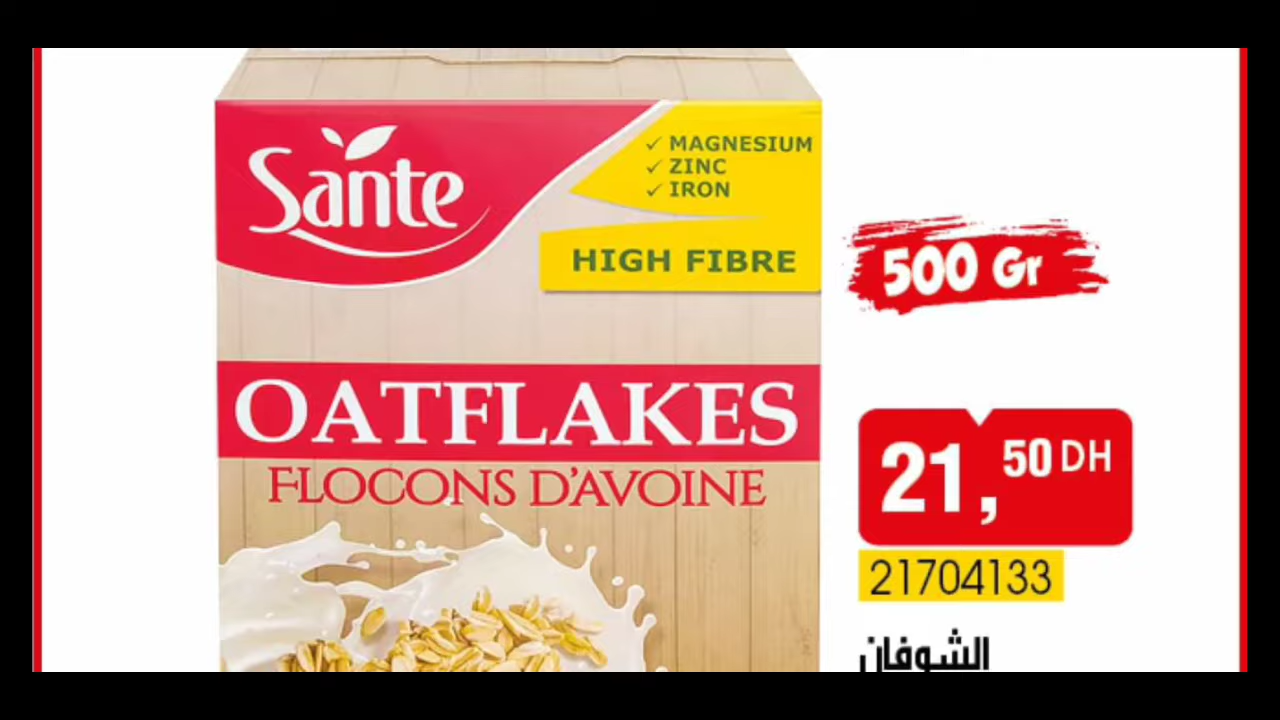 Sante
✓ MAGNESIUM
✓ ZINC
✓ IRON
HIGH FIBRE
OATFLAKES
FLOCONS D'AVOINE
500 Gr
21,50 DH
21704133
الشوفان